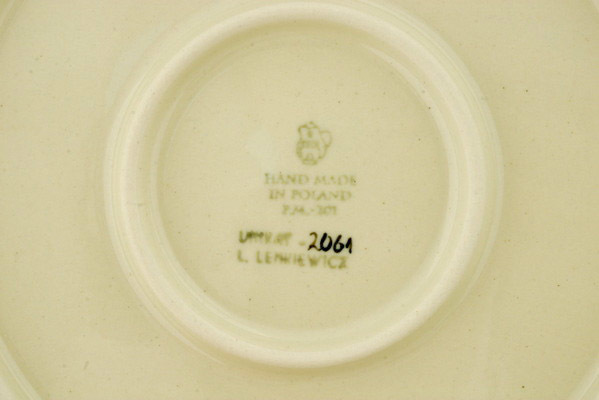 HAND MADE
IN POLAND
UNIKAT - 2061
L. LENKIEWICZ